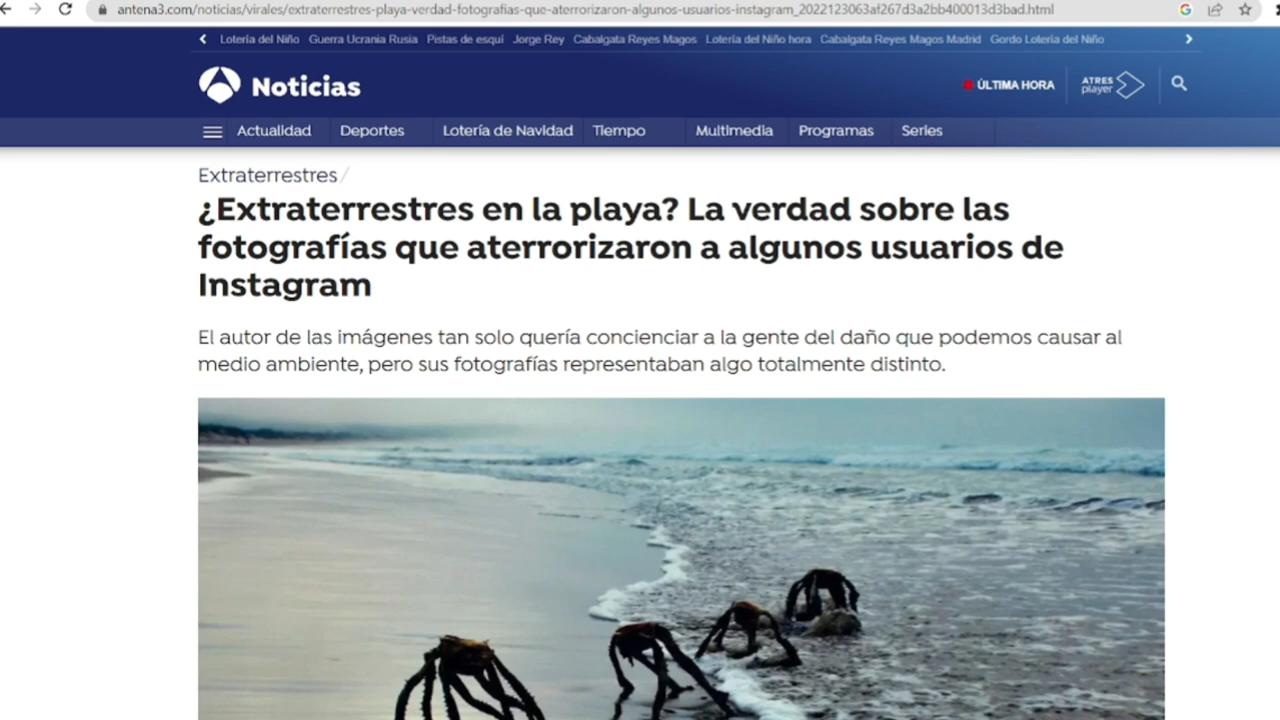 antena3.com/noticias/virales/extraterrestres-playa-verdad-fotografias-que-aterrorizaron-algunos-usuarios-instagram_2022123063af267d3a2bb400013d3bad.html
Lotería del Niño Guerra Ucrania Rusia Pistas de esquí Jorge Rey Cabalgata Reyes Magos Lotería del Niño hora Cabalgata Reyes Magos Madrid Gordo Lotería del Niño
Noticias
ÚLTIMA HORA
ATRES
player
Actualidad Deportes Lotería de Navidad Tiempo Multimedia Programas Series
Extraterrestres/
¿Extraterrestres en la playa? La verdad sobre las
fotografías que aterrorizaron a algunos usuarios de
Instagram
El autor de las imágenes tan solo quería concienciar a la gente del daño que podemos causar al
medio ambiente, pero sus fotografías representaban algo totalmente distinto.